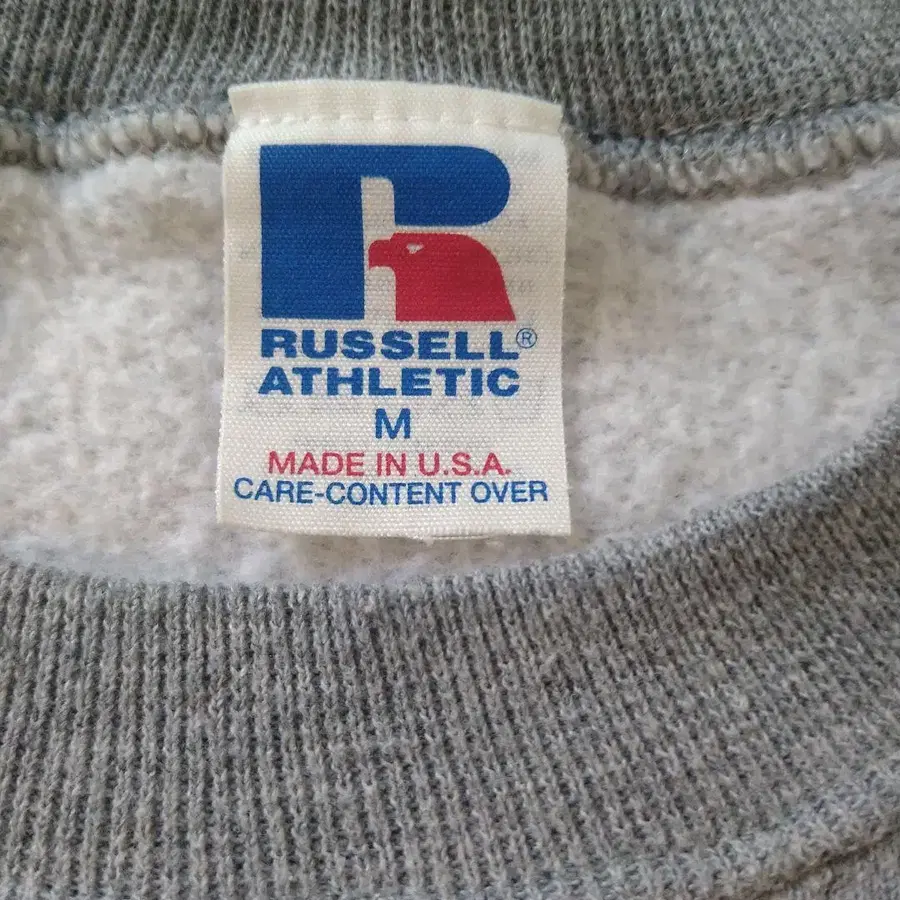 RUSSELL®
ATHLETIC
M
MADE IN U.S.A.
CARE-CONTENT OVER